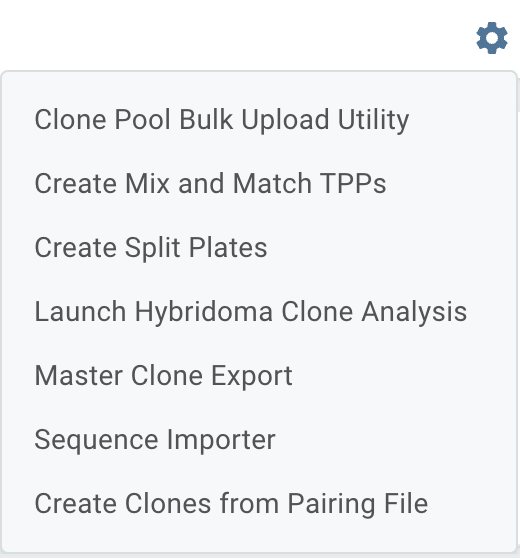 Clone Pool Bulk Upload Utility
Create Mix and Match TPPs
Create Split Plates
Launch Hybridoma Clone Analysis
Master Clone Export
Sequence Importer
Create Clones from Pairing File